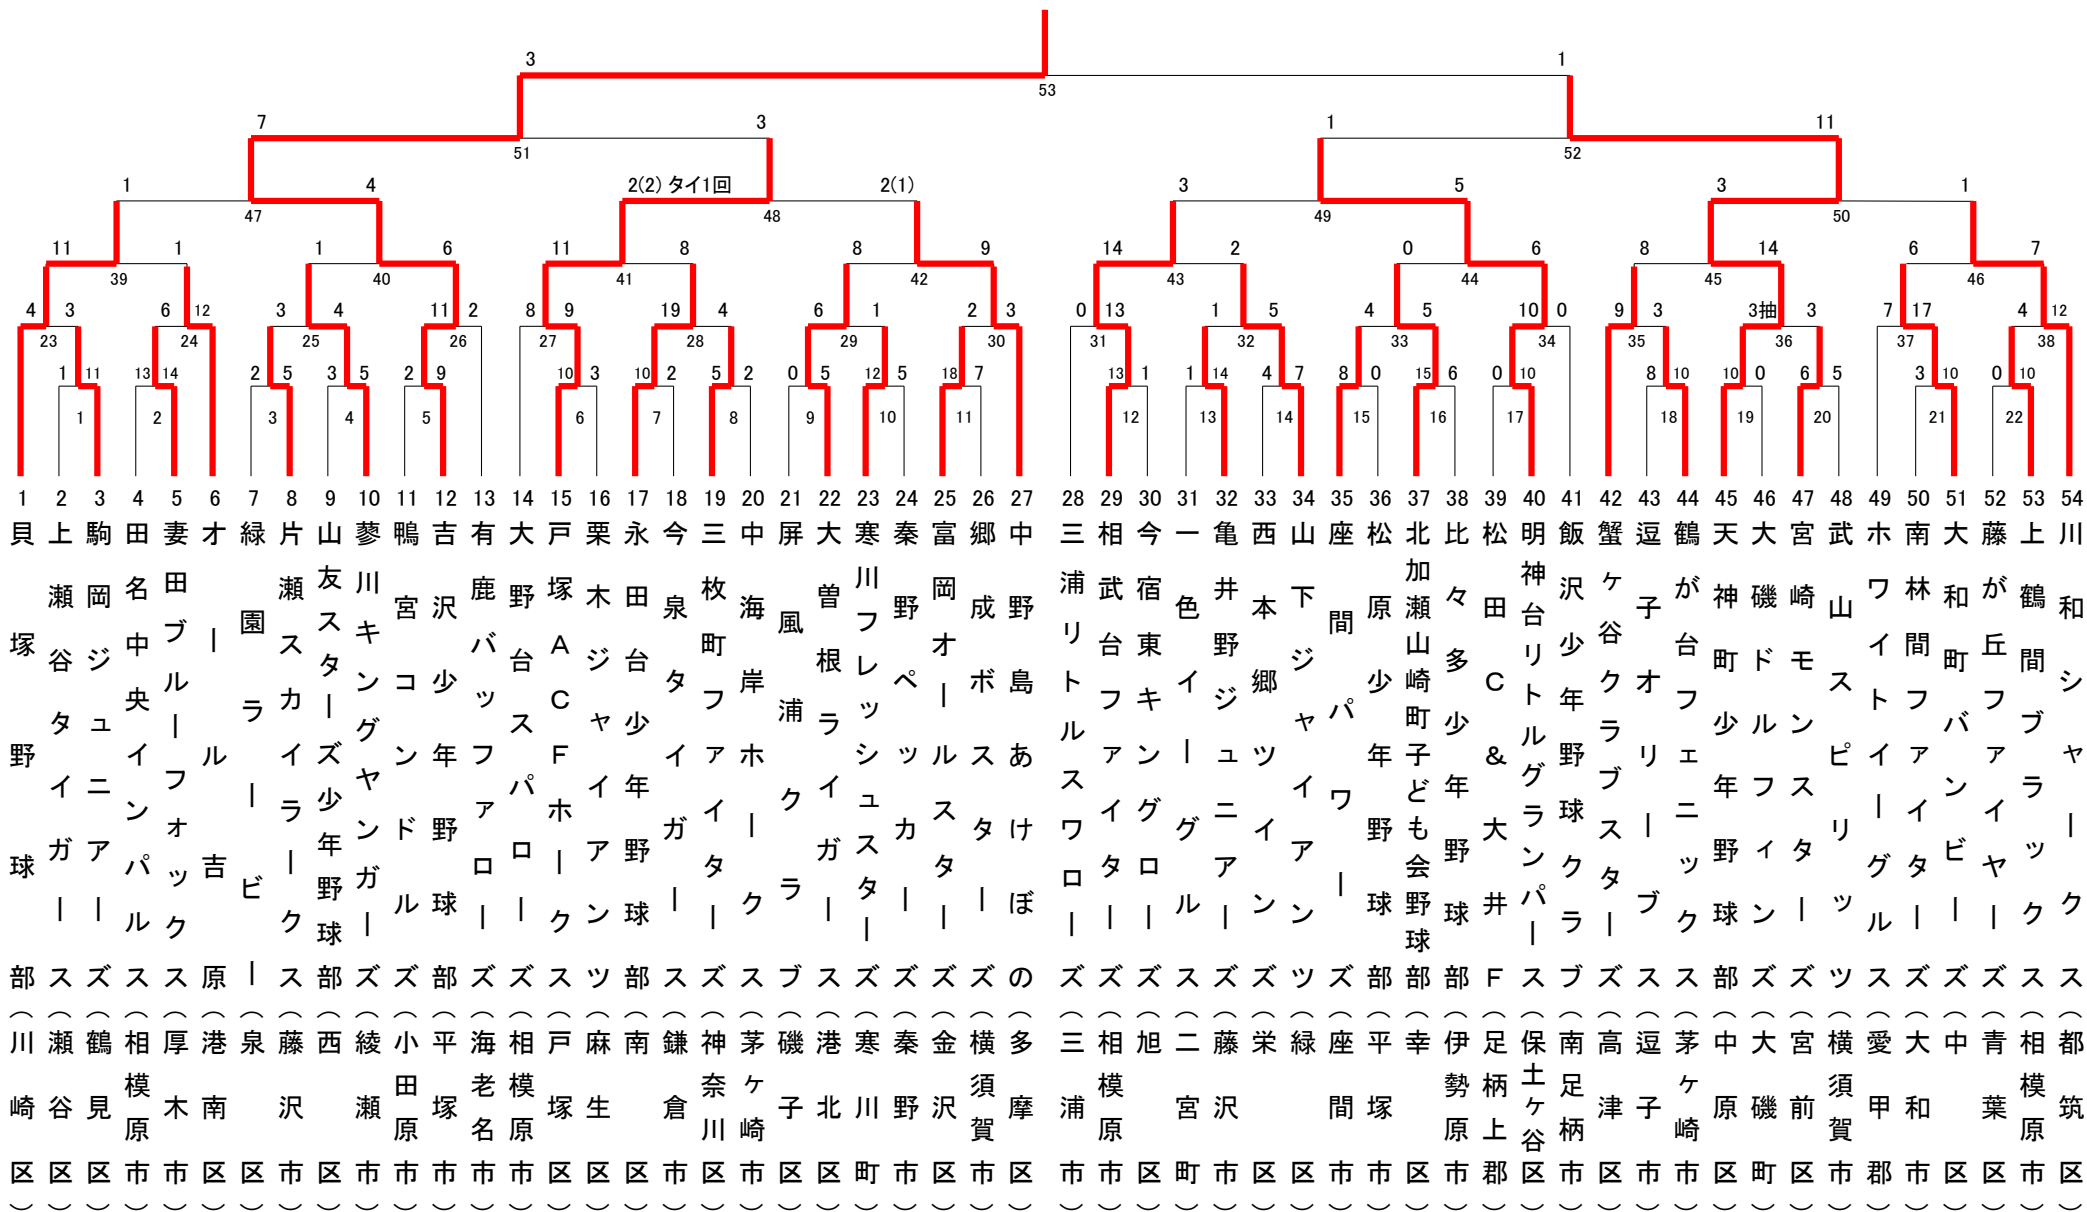 3 1
53
7 3 1 11
51 52
1 4 2(2) タイ1回 2(1) 3 5 3 1
47 48 49 50
11 1 1 6 11 8 8 9 14 2 0 6 8 14 6 7
39 40 41 42 43 44 45 46
4 3 6 12 3 4 11 2 8 9 19 4 6 1 2 3 0 13 1 5 4 5 10 0 9 3 3抽 3 7 17 4 12
23 24 25 26 27 28 29 30 31 32 33 34 35 36 37 38
1 11 13 14 2 5 3 5 2 9 10 3 10 2 5 2 0 5 12 5 18 7 13 1 1 14 4 7 8 0 15 6 0 10 8 10 10 0 6 5 3 10 0 10
1 2 3 4 5 6 7 8 9 10 11 12 13 14 15 16 17 18 19 20 21 22
1 貝塚野球部(川崎区)
2 上瀬谷タイガース(瀬谷区)
3 駒岡ジュニアーズ(鶴見区)
4 田名中央インパルス(相模原市)
5 妻田ブルーフォックス(厚木市)
6 オール吉原(港南区)
7 緑園ラービー(泉区)
8 片瀬スカイラークス(藤沢市)
9 山友スターズ少年野球部(西区)
10 蓼川キングヤンガーズ(綾瀬市)
11 鴨宮コンドルズ(小田原市)
12 吉沢少年野球部(平塚市)
13 有鹿バッファローズ(海老名市)
14 大野台スパローズ(相模原市)
15 戸塚ACFホークス(戸塚区)
16 栗木ジャイアンツ(麻生区)
17 永田台少年野球部(南区)
18 今泉タイガース(鎌倉市)
19 三枚町ファイターズ(神奈川区)
20 中海岸ホークス(茅ヶ崎市)
21 屏風浦クラブ(磯子区)
22 大曽根ライガース(港北区)
23 寒川フレッシュスターズ(寒川町)
24 秦野ペッカーズ(秦野市)
25 富岡オールスターズ(金沢区)
26 郷成ボスターズ(横須賀市)
27 中野島あけぼの(多摩区)
28 三浦リトルスワローズ(三浦市)
29 相武台ファイターズ(相模原市)
30 今宿東キングローズ(旭区)
31 一色イーグルス(二宮町)
32 亀井野ジュニアーズ(藤沢市)
33 西本郷ツインズ(栄区)
34 山下ジャイアンツ(緑区)
35 座間パワーズ(座間市)
36 松原少年野球部(平塚市)
37 北加瀬山崎町子ども会野球部(幸区)
38 比々多少年野球部(伊勢原市)
39 松田C&大井F(足柄上郡)
40 明神台リトルグランパース(保土ヶ谷区)
41 飯沢少年野球クラブ(南足柄市)
42 蟹ヶ谷クラブスターズ(高津区)
43 逗子オリーブス(逗子市)
44 鶴が台フェニックス(茅ヶ崎市)
45 天神町少年野球部(中原区)
46 大磯ドルフィンズ(大磯町)
47 宮崎モンスターズ(宮前区)
48 武山スピリッツ(横須賀市)
49 ホワイトイーグルス(愛甲郡)
50 南林間ファイターズ(大和市)
51 大和町バンビーズ(中区)
52 藤が丘ファイヤーズ(青葉区)
53 上鶴間ブラックス(相模原市)
54 川和シャークス(都筑区)